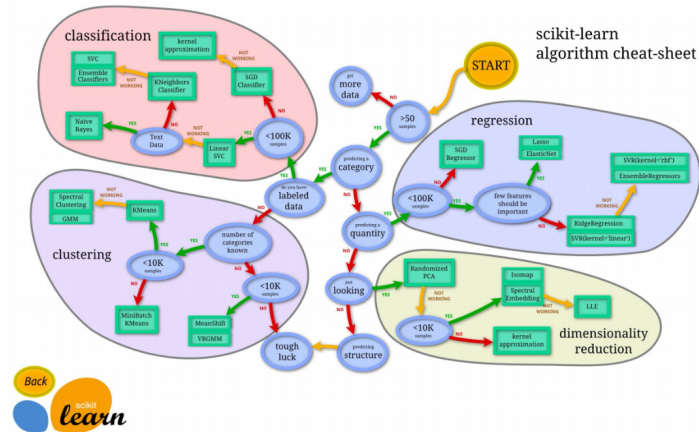 scikit-learn
algorithm cheat-sheet
classification
kernel
approximation
SVC
Ensemble
Classifiers
KNeighbors
Classifier
SGD
Classifier
NOT
WORKING
NOT
WORKING
NO
NO
Naive
Bayes
YES
Text
Data
NOT
WORKING
Linear
SVC
YES
<100K
samples
YES
START
get
more
data
NO
>50
samples
YES
predicting a
category
YES
do you have
labeled
data
NO
NO
predicting a
quantity
YES
NO
just
looking
YES
NO
predicting
structure
tough
luck
regression
SGD
Regressor
NO
<100K
samples
YES
few features
should be
important
YES
Lasso
ElasticNet
NO
SVR(kernel='rbf')
EnsembleRegressors
NOT
WORKING
RidgeRegression
SVR(kernel='linear')
clustering
Spectral
Clustering
GMM
NOT
WORKING
KMeans
YES
<10K
samples
YES
number of
categories
known
NO
NO
MiniBatch
KMeans
<10K
samples
YES
NO
MeanShift
VBGMM
dimensionality
reduction
Randomized
PCA
NOT
WORKING
<10K
samples
YES
NO
Isomap
Spectral
Embedding
NOT
WORKING
LLE
kernel
approximation
Back
scikit
learn